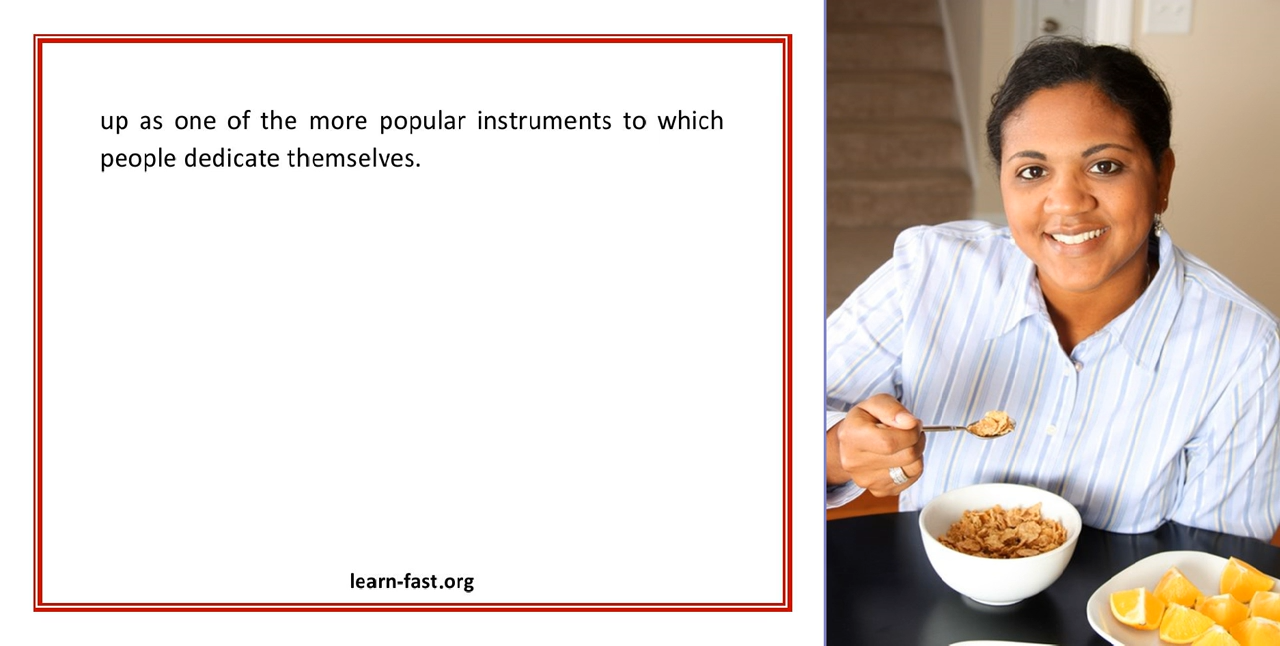 up as one of the more popular instruments to which
people dedicate themselves.
learn-fast.org